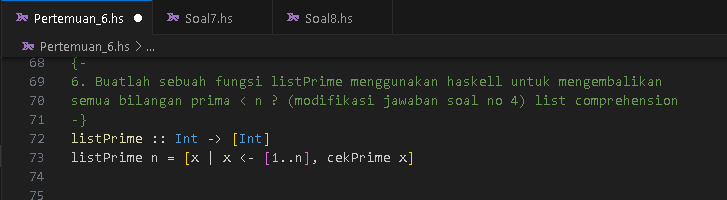 Pertemuan_6.hs ● Soal7.hs Soal8.hs
Pertemuan_6.hs > ...
68 {-
69 6. Buatlah sebuah fungsi listPrime menggunakan haskell untuk mengembalikan
70 semua bilangan prima < n ? (modifikasi jawaban soal no 4) list comprehension
71 -}
72 listPrime :: Int -> [Int]
73 listPrime n = [x | x <- [1..n], cekPrime x]
74
75